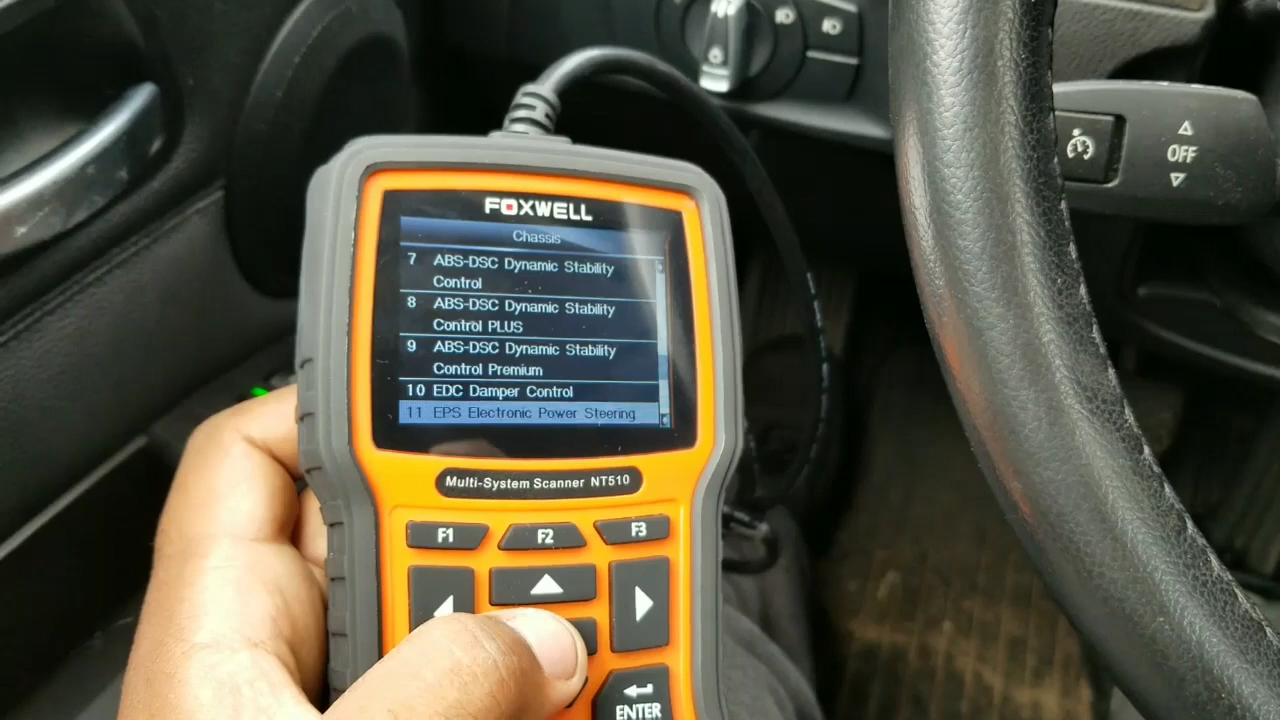 OFF
FOXWELL
Chassis
7 ABS-DSC Dynamic Stability
Control
8 ABS-DSC Dynamic Stability
Control PLUS
9 ABS-DSC Dynamic Stability
Control Premium
10 EDC Damper Control
11 EPS Electronic Power Steering
Multi-System Scanner NT510
F1 F2 F3
ENTER